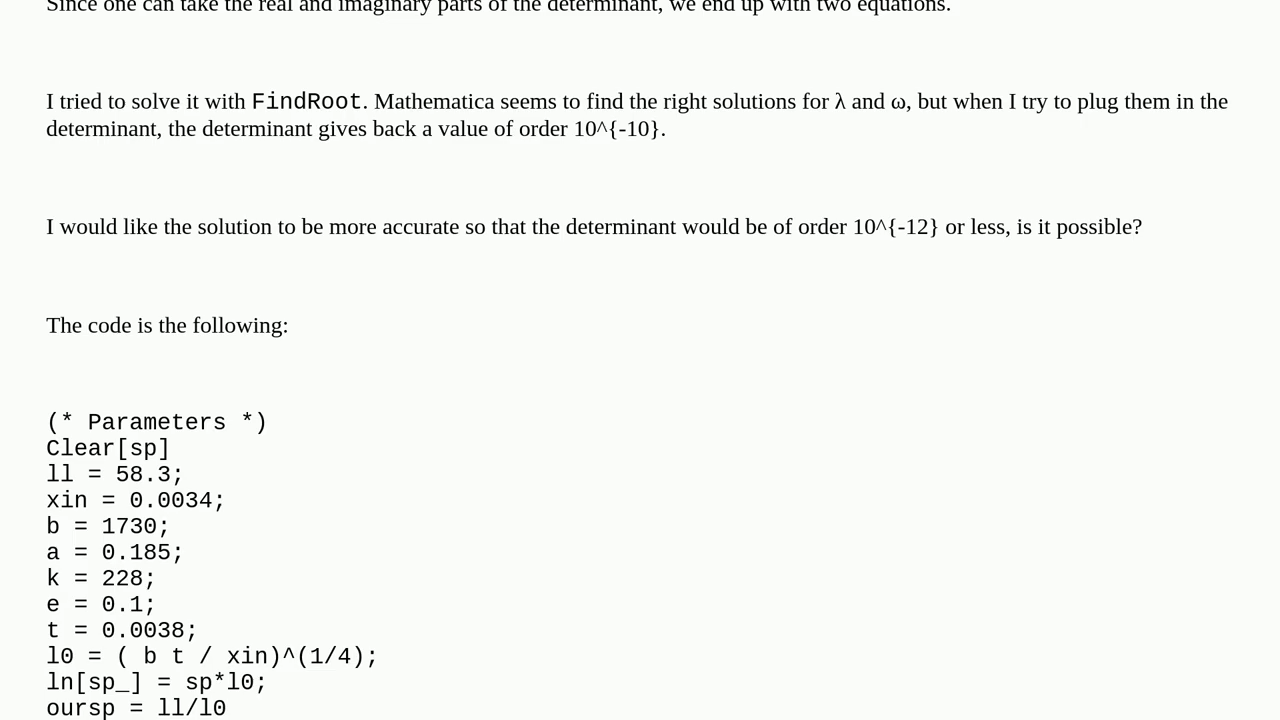 Since one can take the real and imaginary parts of the determinant, we end up with two equations.
I tried to solve it with FindRoot. Mathematica seems to find the right solutions for λ and ω, but when I try to plug them in the
determinant, the determinant gives back a value of order 10^{-10}.
I would like the solution to be more accurate so that the determinant would be of order 10^{-12} or less, is it possible?
The code is the following:
(* Parameters *)
Clear[sp]
ll = 58.3;
xin = 0.0034;
b = 1730;
a = 0.185;
k = 228;
e = 0.1;
t = 0.0038;
l0 = ( b t / xin)^(1/4);
ln[sp_] = sp*l0;
oursp = ll/l0